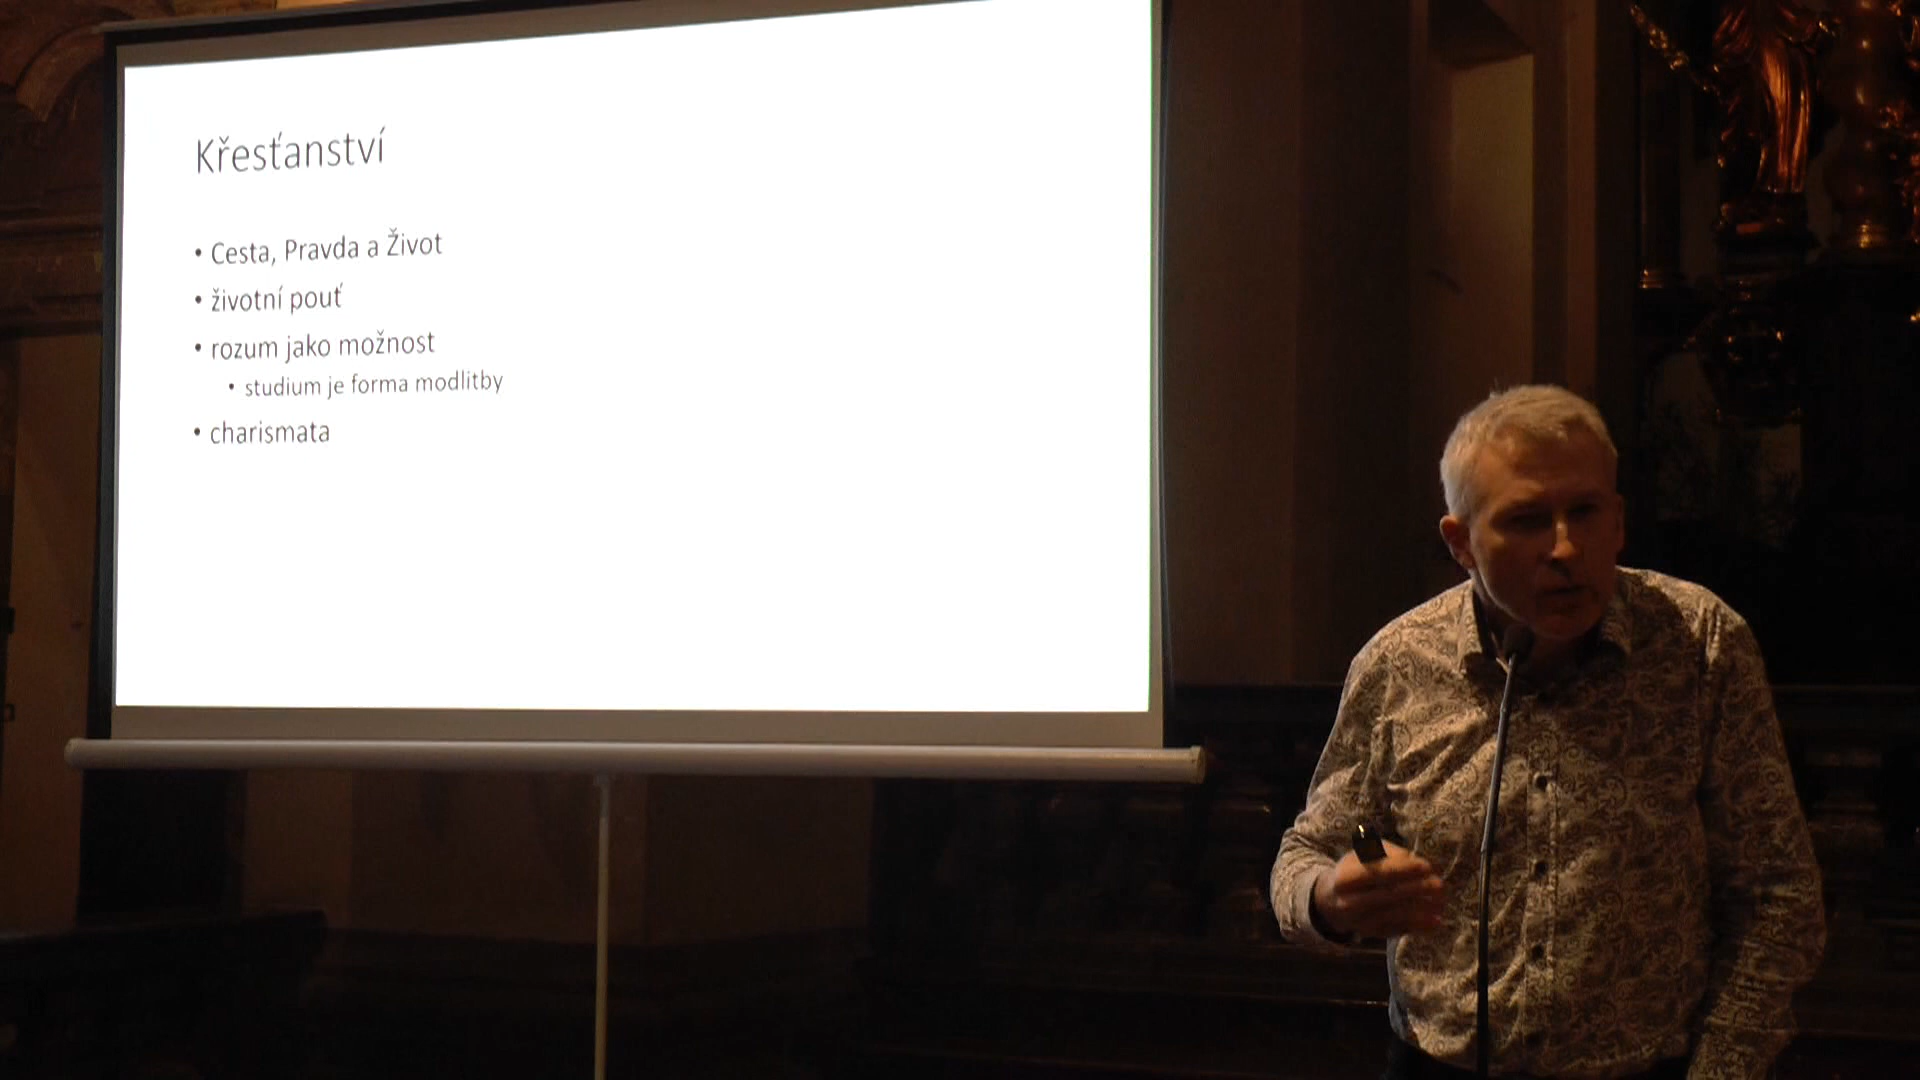 Křesťanství
• Cesta, Pravda a Život
• životní pouť
• rozum jako možnost
• studium je forma modlitby
• charismata